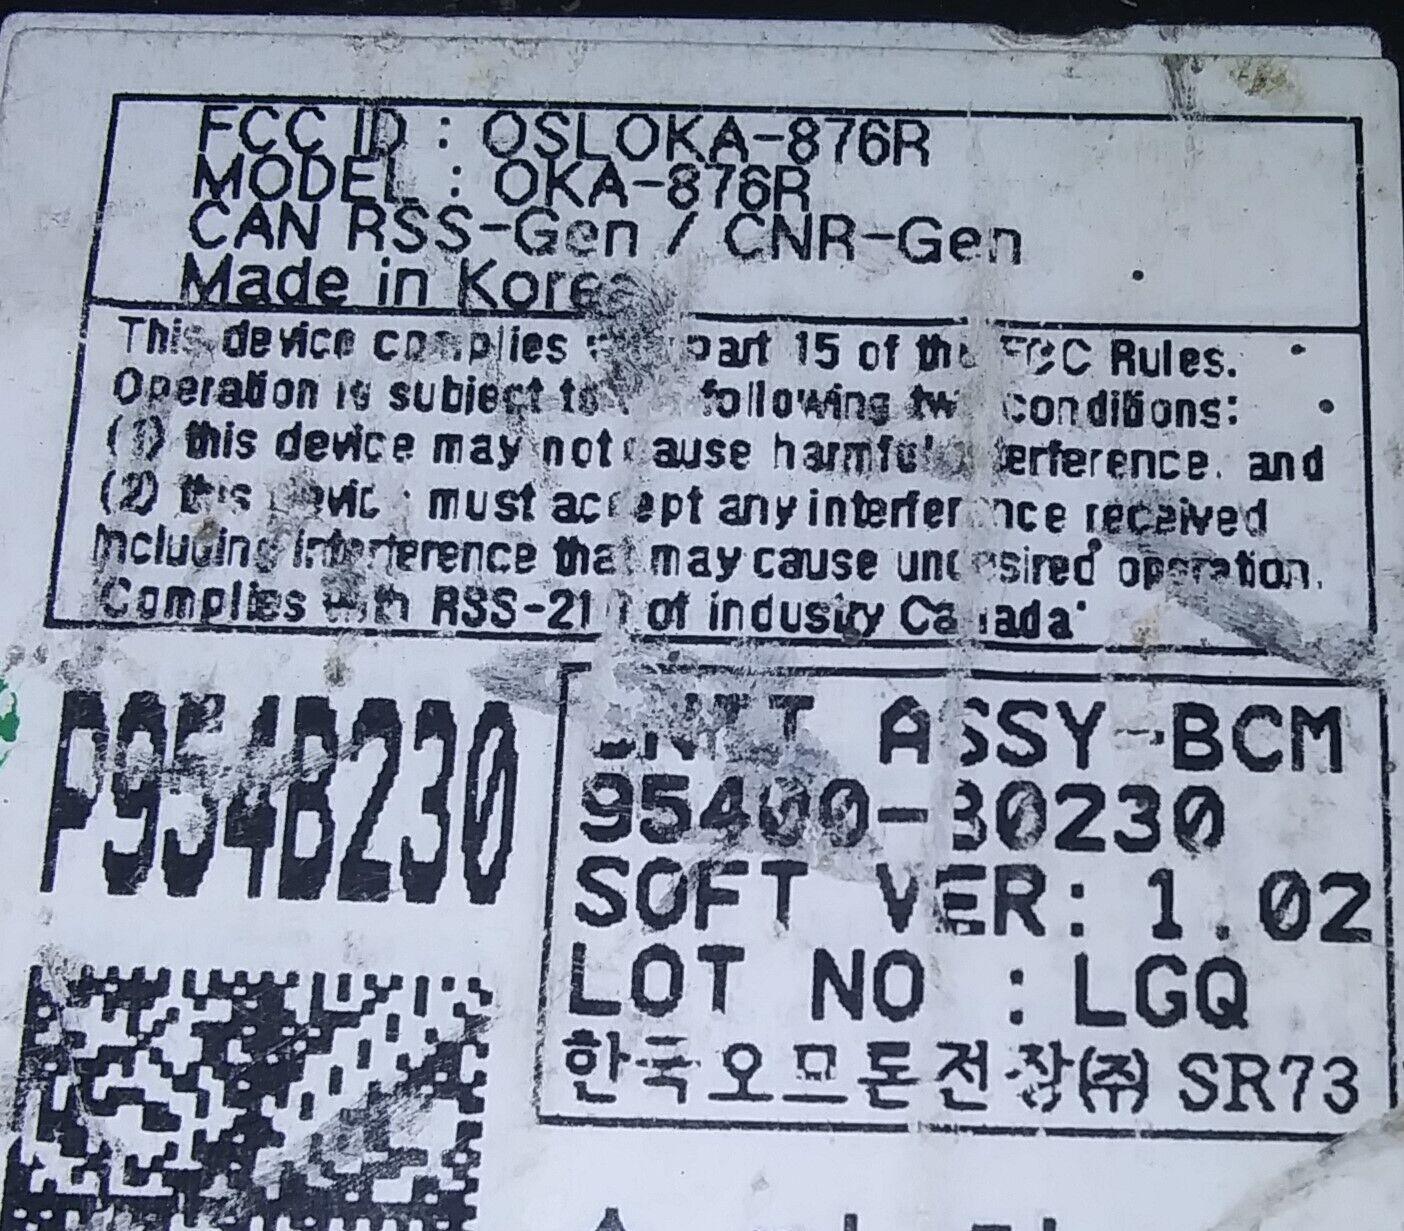 FCC ID : OSLOKA-876R
MODEL : OKA-876R
CAN RSS-Gen / CNR-Gen
Made in Korea
This device complies part 15 of the FCC Rules.
Operation is subject to following two conditions:
(1) this device may not cause harmful interference. and
(2) this device must accept any interference received
including interference that may cause undesired operation.
Complies with RSS-210 of industry Canada
P954B230
UNIT ASSY-BCM
95400-B0230
SOFT VER: 1.02
LOT NO : LGQ
한국오므론전장(주) SR73